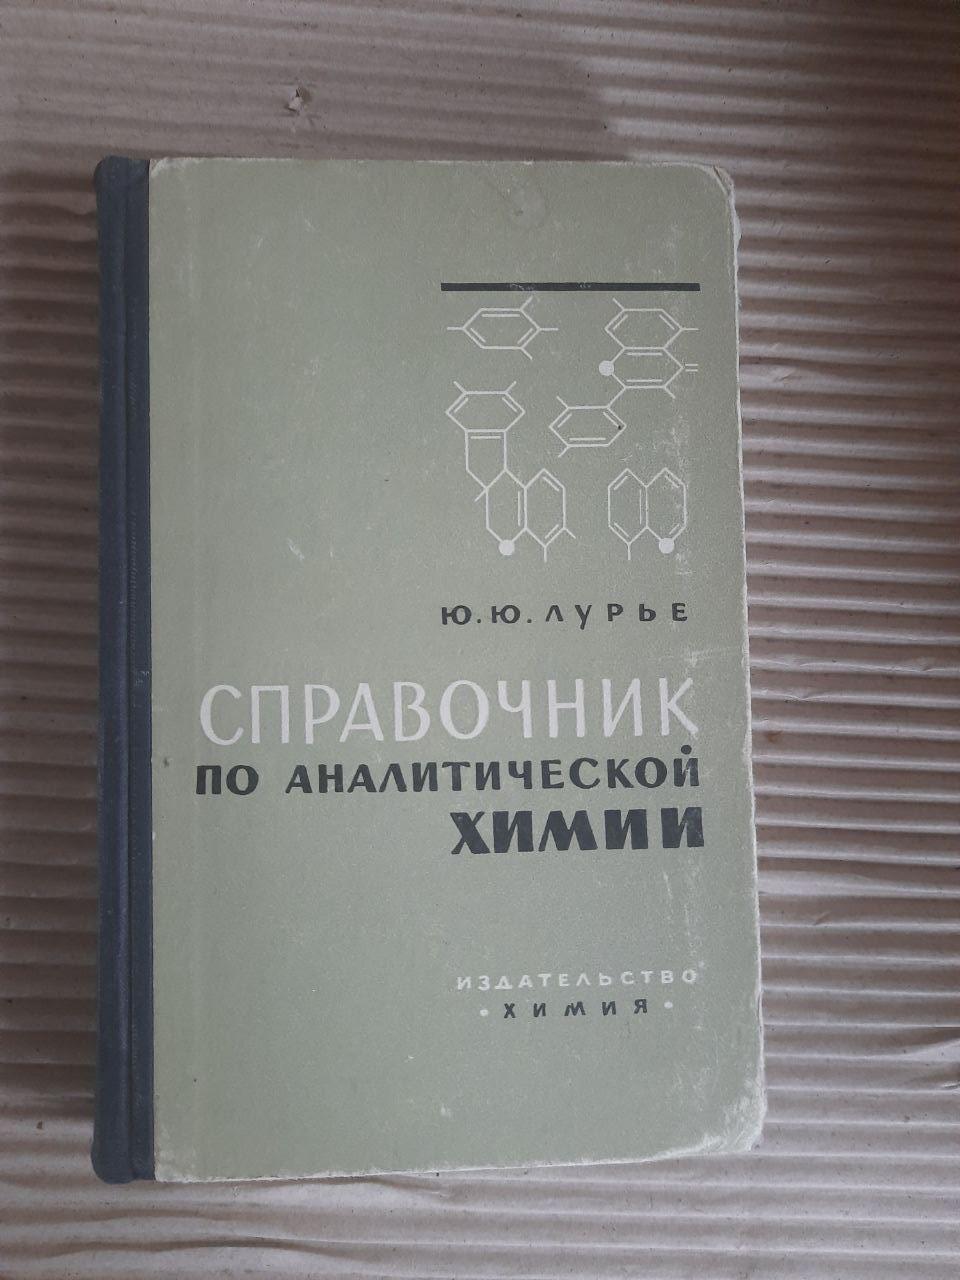 Ю. Ю. ЛУРЬЕ
СПРАВОЧНИК
ПО АНАЛИТИЧЕСКОЙ
ХИМИИ
ИЗДАТЕЛЬСТВО
• ХИМИЯ •